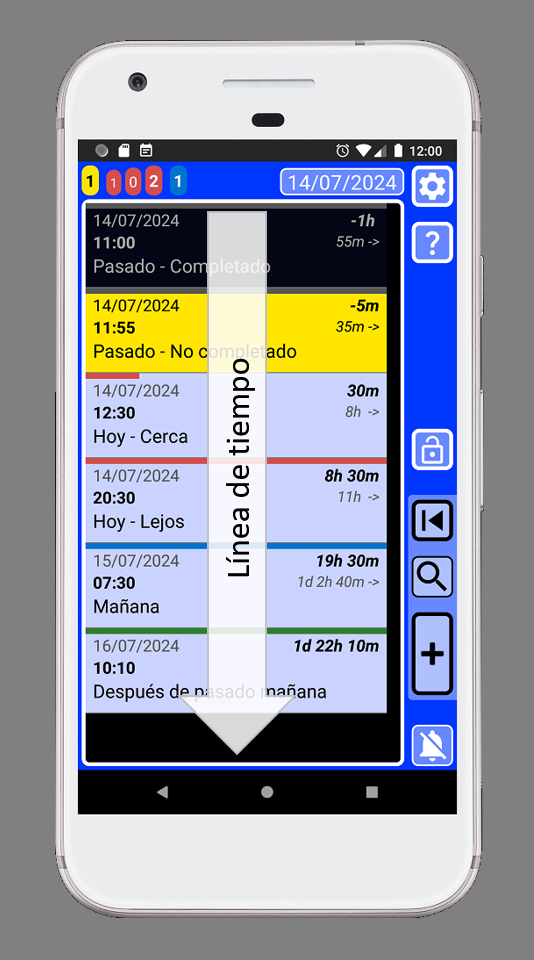 12:00
1 1 0 2 1 14/07/2024
?
14/07/2024 -1h
11:00 55m ->
Pasado - Completado
14/07/2024 -5m
11:55 35m ->
Pasado - No completado
14/07/2024 30m
12:30 8h ->
Hoy - Cerca
14/07/2024 8h 30m
20:30 11h ->
Hoy - Lejos
15/07/2024 19h 30m
07:30 1d 2h 40m ->
Mañana
16/07/2024 1d 22h 10m
10:10
Después de pasado mañana
Línea de tiempo
+